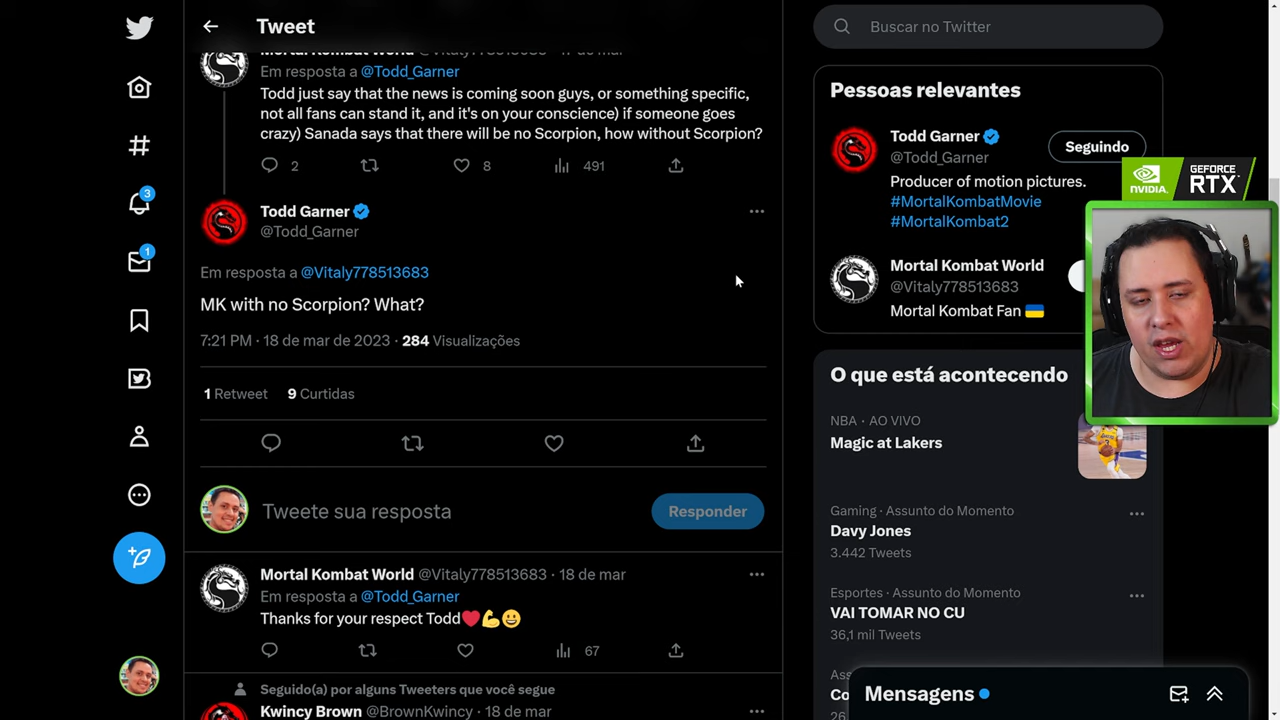 Tweet
Mortal Kombat World @Vitaly778513683 · 17 de mar
Em resposta a @Todd_Garner
Todd just say that the news is coming soon guys, or something specific,
not all fans can stand it, and it's on your conscience) if someone goes
crazy) Sanada says that there will be no Scorpion, how without Scorpion?
2 8 491
Todd Garner
@Todd_Garner
Em resposta a @Vitaly778513683
MK with no Scorpion? What?
7:21 PM · 18 de mar de 2023 · 284 Visualizações
1 Retweet 9 Curtidas
Tweete sua resposta
Responder
Mortal Kombat World @Vitaly778513683 · 18 de mar
Em resposta a @Todd_Garner
Thanks for your respect Todd❤️💪😀
67
Seguido(a) por alguns Tweeters que você segue
Kwincy Brown @BrownKwincy · 18 de mar
3
1
Buscar no Twitter
Pessoas relevantes
Todd Garner
@Todd_Garner
Seguindo
Producer of motion pictures.
#MortalKombatMovie
#MortalKombat2
Mortal Kombat World
@Vitaly778513683
Mortal Kombat Fan 🇺🇦
NVIDIA
GEFORCE
RTX
O que está acontecendo
NBA · AO VIVO
Magic at Lakers
Gaming · Assunto do Momento
Davy Jones
3.442 Tweets
Esportes · Assunto do Momento
VAI TOMAR NO CU
36,1 mil Tweets
Mensagens